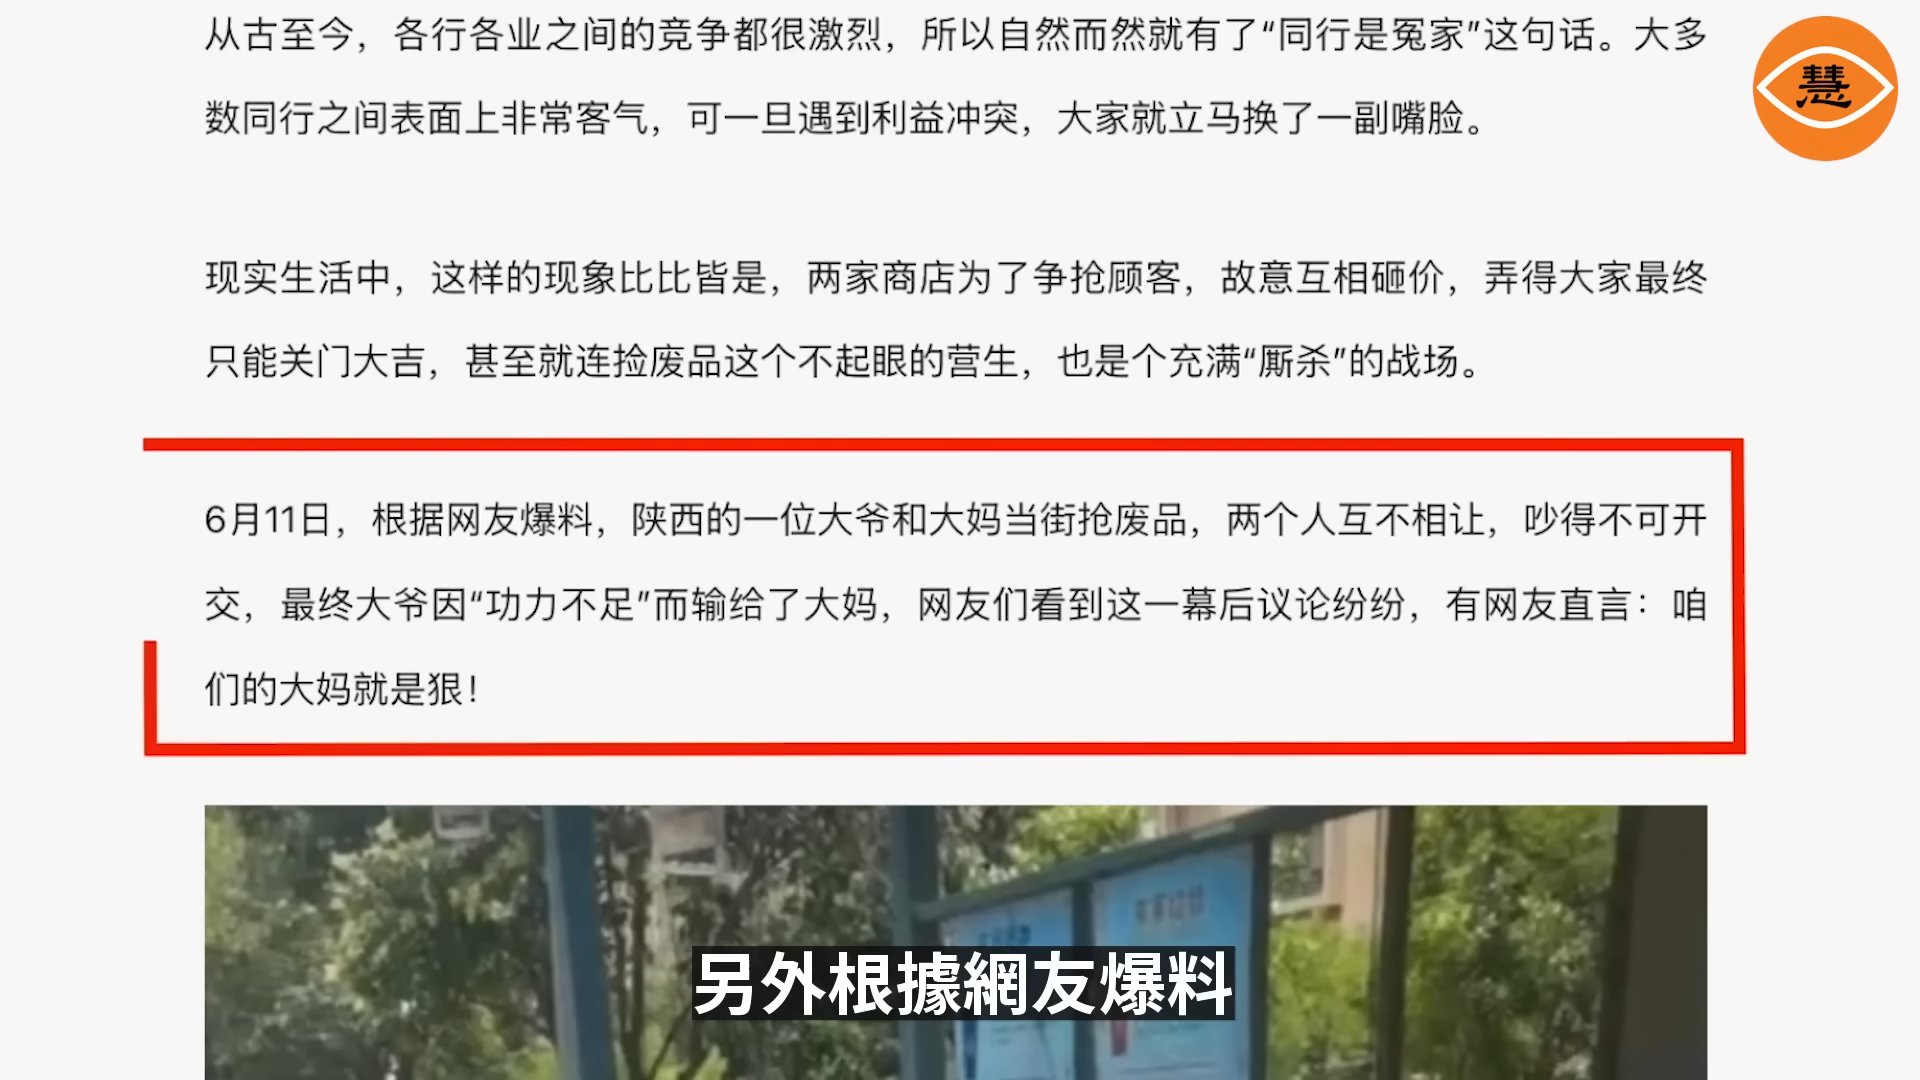 从古至今，各行各业之间的竞争都很激烈，所以自然而然就有了“同行是冤家”这句话。大多
慧
数同行之间表面上非常客气，可一旦遇到利益冲突，大家就立马换了一副嘴脸。
现实生活中，这样的现象比比皆是，两家商店为了争抢顾客，故意互相砸价，弄得大家最终
只能关门大吉，甚至就连捡废品这个不起眼的营生，也是个充满“厮杀”的战场。
6月11日，根据网友爆料，陕西的一位大爷和大妈当街抢废品，两个人互不相让，吵得不可开
交，最终大爷因“功力不足”而输给了大妈，网友们看到这一幕后议论纷纷，有网友直言：咱
们的大妈就是狠！
另外根據網友爆料